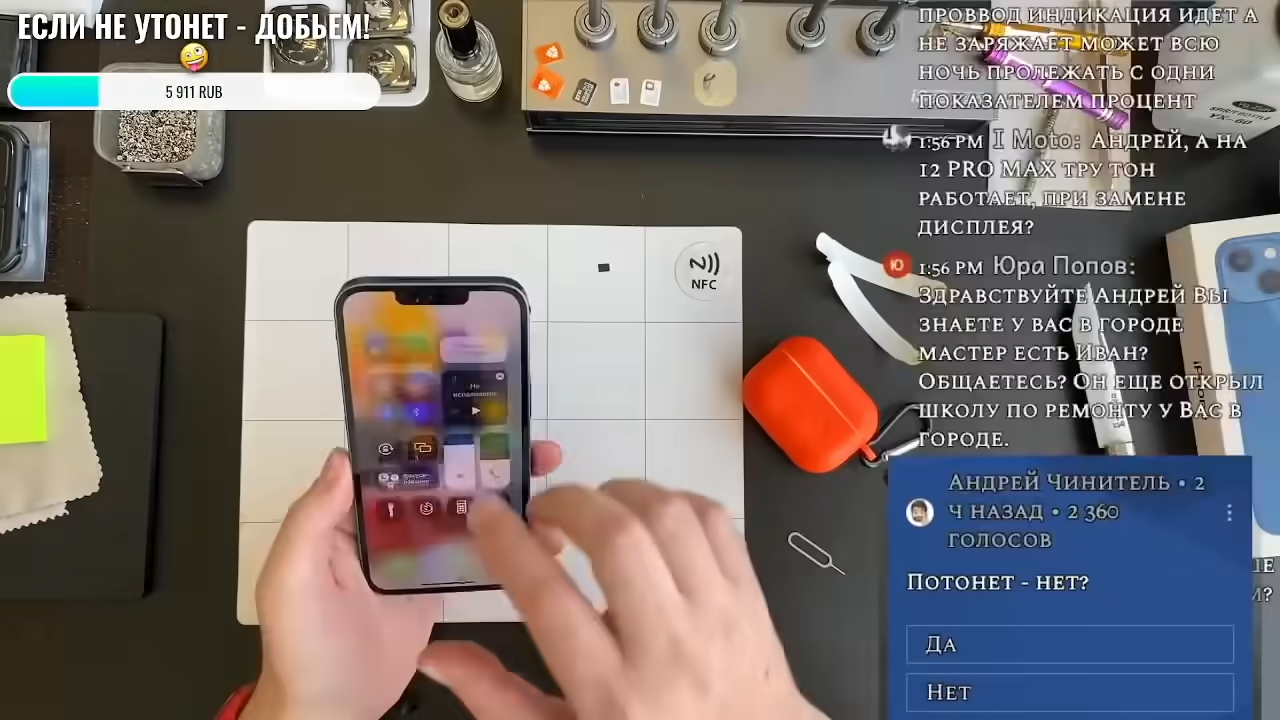 ЕСЛИ НЕ УТОНЕТ - ДОБЬЕМ!
5 911 RUB
NFC
ПРОВВОД ИНДИКАЦИЯ ИДЕТ А
НЕ ЗАРЯЖАЕТ МОЖЕТ ВСЮ
НОЧЬ ПРОЛЕЖАТЬ С ОДНИ
ПОКАЗАТЕЛЕМ ПРОЦЕНТ
1:56 PM I Moto: АНДРЕЙ, А НА
12 PRO MAX ТРУ ТОН
РАБОТАЕТ, ПРИ ЗАМЕНЕ
ДИСПЛЕЯ?
Ю
1:56 PM Юра Попов:
ЗДРАВСТВУЙТЕ АНДРЕЙ ВЫ
ЗНАЕТЕ У ВАС В ГОРОДЕ
МАСТЕР ЕСТЬ ИВАН?
ОБЩАЕТЕСЬ? ОН ЕЩЕ ОТКРЫЛ
ШКОЛУ ПО РЕМОНТУ У ВАС В
ГОРОДЕ.
АНДРЕЙ ЧИНИТЕЛЬ • 2
Ч НАЗАД • 2 360
ГОЛОСОВ
ПОТОНЕТ - НЕТ?
ДА
НЕТ